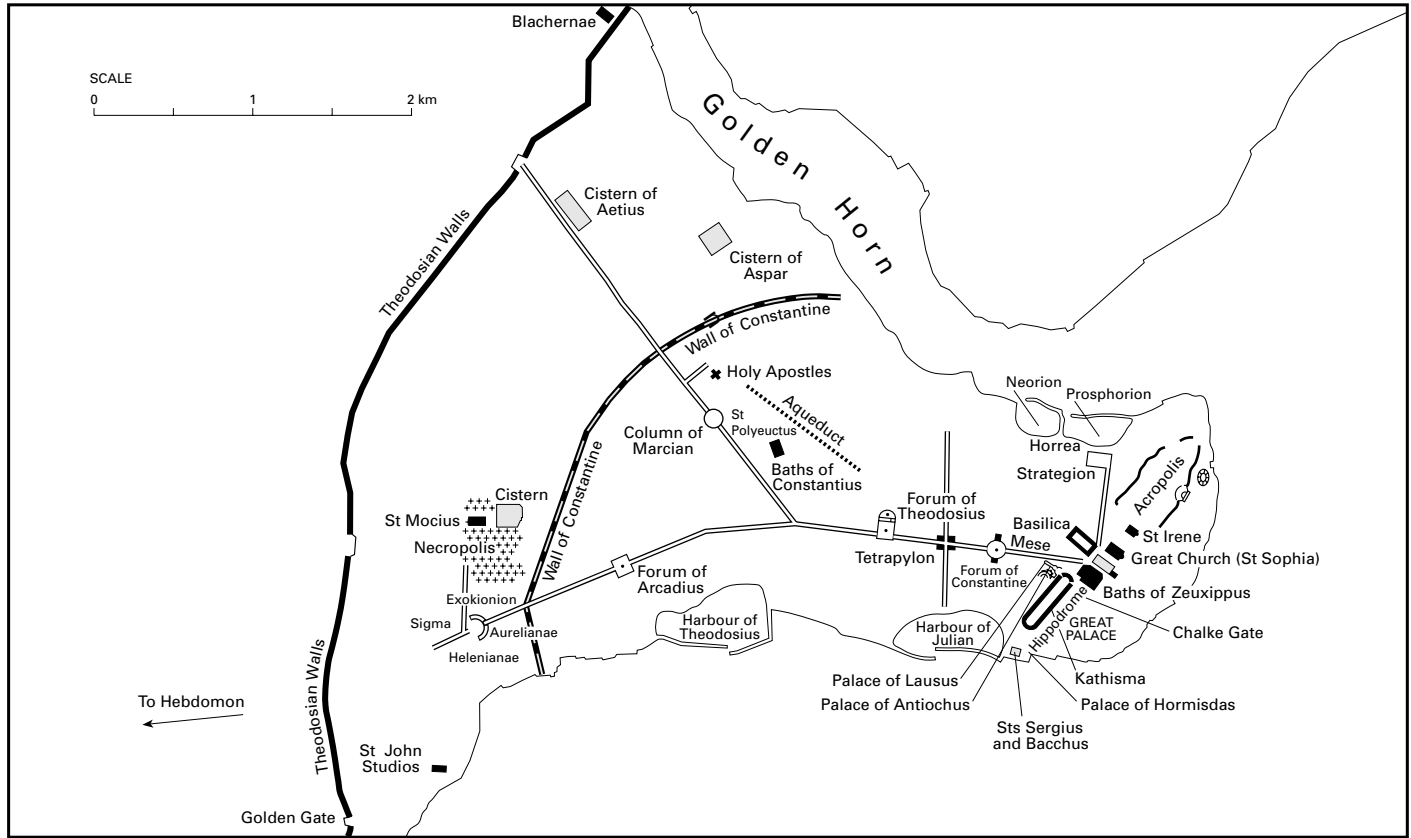 Blachernae
SCALE
0 1 2 km
Golden Horn
Cistern of
Aetius
Theodosian Walls
Cistern of
Aspar
Wall of Constantine
Holy Apostles
Neorion
Prosphorion
Aqueduct
St
Polyeuctus
Column of
Marcian
Horrea
Baths of
Constantius
Strategion
Acropolis
Wall of Constantine
Cistern
St Mocius
Necropolis
Forum of
Theodosius
Basilica
St Irene
Mese
Tetrapylon
Great Church (St Sophia)
Forum of
Constantine
Forum of
Arcadius
Baths of Zeuxippus
Exokionion
Sigma
Aurelianae
Helenianae
Harbour of
Theodosius
Harbour of
Julian
Hippodrome
GREAT
PALACE
Chalke Gate
Theodosian Walls
Palace of Lausus
Kathisma
To Hebdomon
Palace of Antiochus
Palace of Hormisdas
Sts Sergius
and Bacchus
St John
Studios
Golden Gate